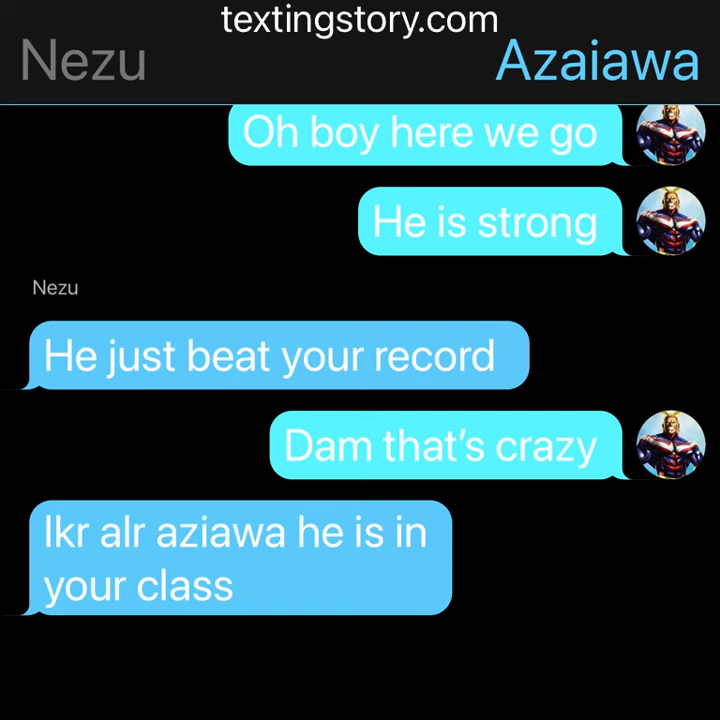 textingstory.com
Nezu
Azaiawa
Oh boy here we go
He is strong
Nezu
He just beat your record
Dam that's crazy
Ikr alr aziawa he is in
your class